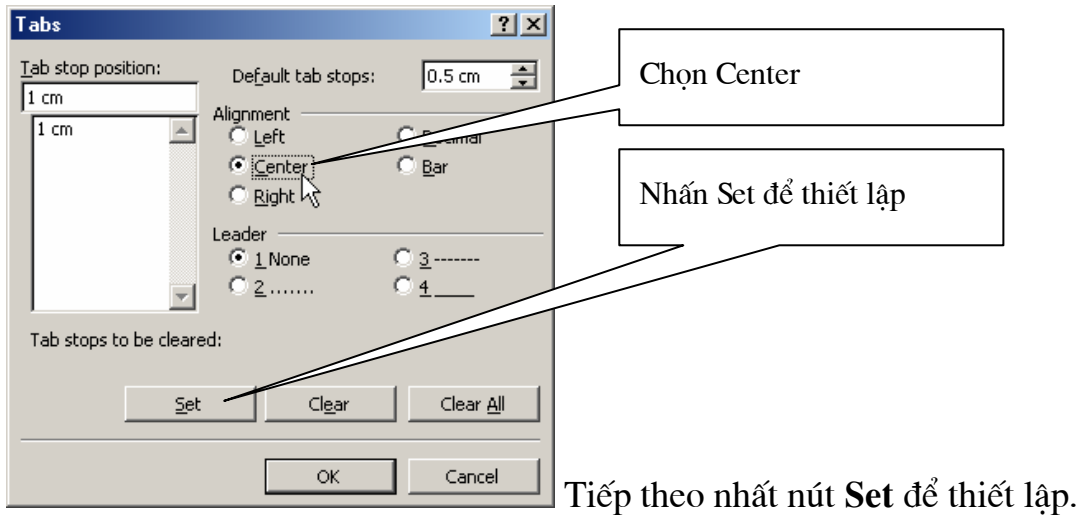 Tabs
Tab stop position:
Default tab stops:
0.5 cm
1 cm
1 cm
Alignment
Left
Center
Bar
Right
Leader
1 None
3 -------
2 .......
4 ____
Tab stops to be cleared:
Set
Clear
Clear All
OK
Cancel
Chọn Center
Nhấn Set để thiết lập
Tiếp theo nhất nút Set để thiết lập.